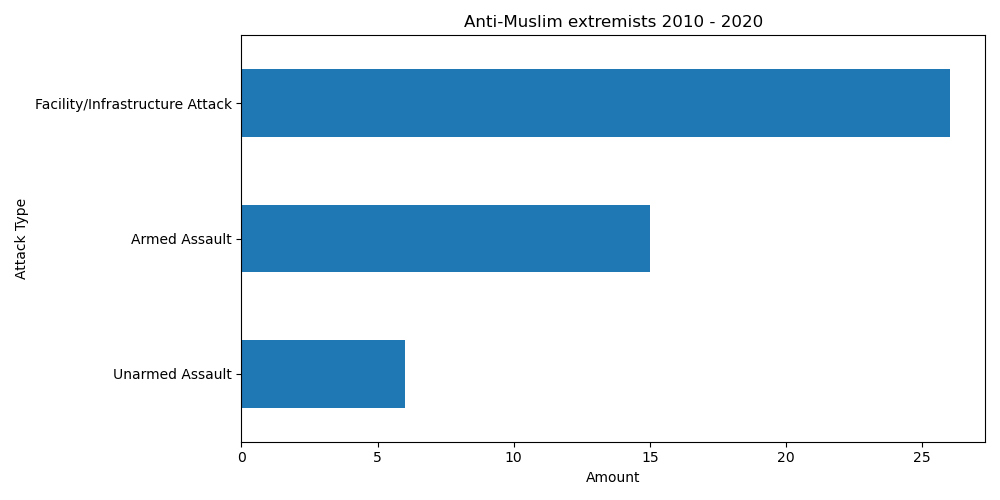 Anti-Muslim extremists 2010 - 2020
Attack Type
Facility/Infrastructure Attack
Armed Assault
Unarmed Assault
0 5 10 15 20 25
Amount